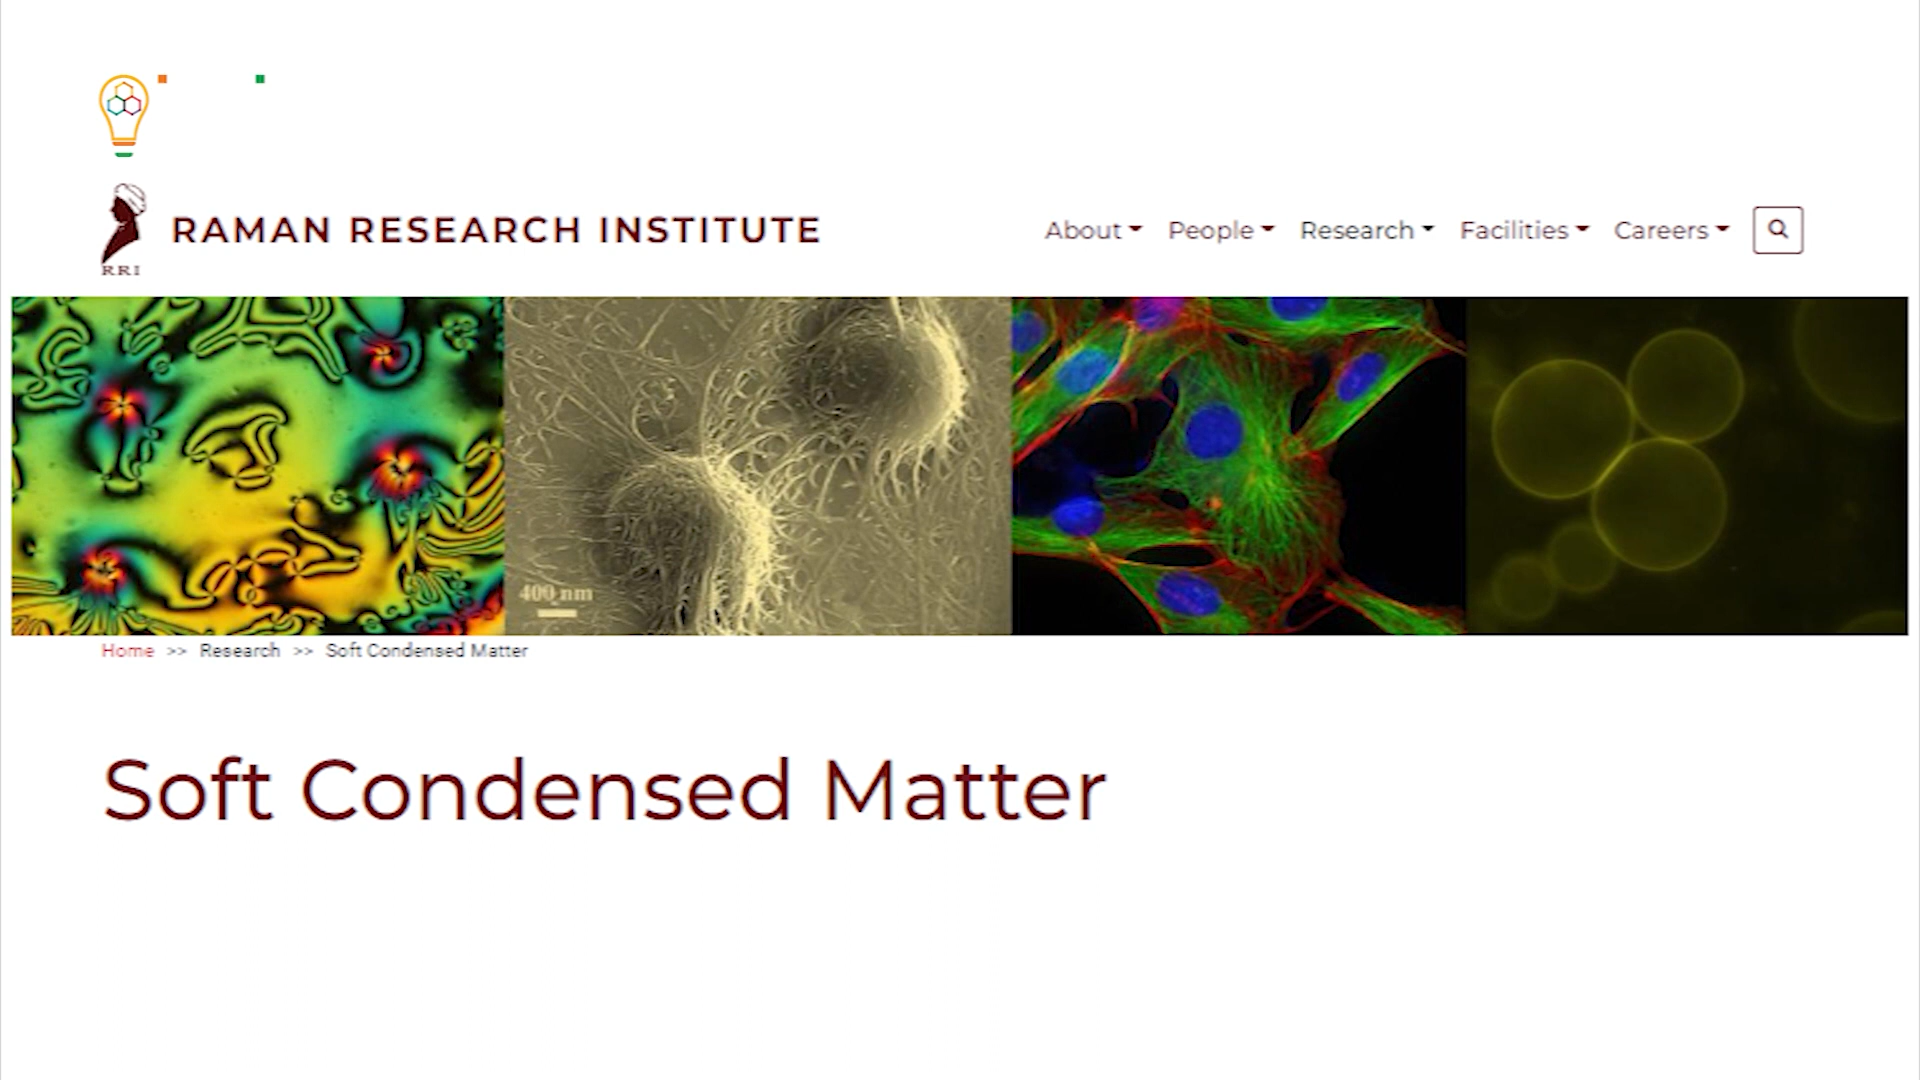 RRI
RAMAN RESEARCH INSTITUTE
About People Research Facilities Careers
400 nm
Home >> Research >> Soft Condensed Matter
Soft Condensed Matter